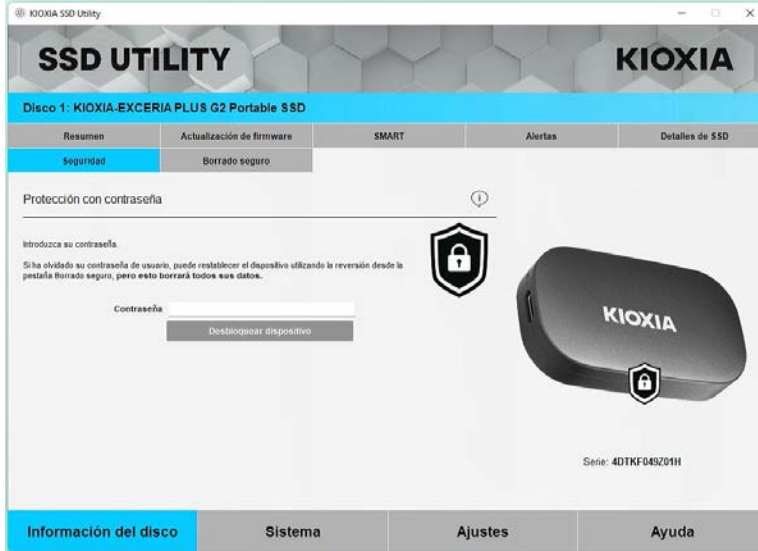 KIOXIA SSD Utility
SSD UTILITY
KIOXIA
Disco 1: KIOXIA-EXCERIA PLUS G2 Portable SSD
Resumen
Actualización de firmware
SMART
Alertas
Detalles de SSD
Seguridad
Borrado seguro
Protección con contraseña
Introduzca su contraseña.
Si ha olvidado su contraseña de usuario, puede restablecer el dispositivo utilizando la reversión desde la
pestaña Borrado seguro, pero esto borrará todos sus datos.
Contraseña
Desbloquear dispositivo
KIOXIA
Serie: 4DTKF049Z01H
Información del disco
Sistema
Ajustes
Ayuda